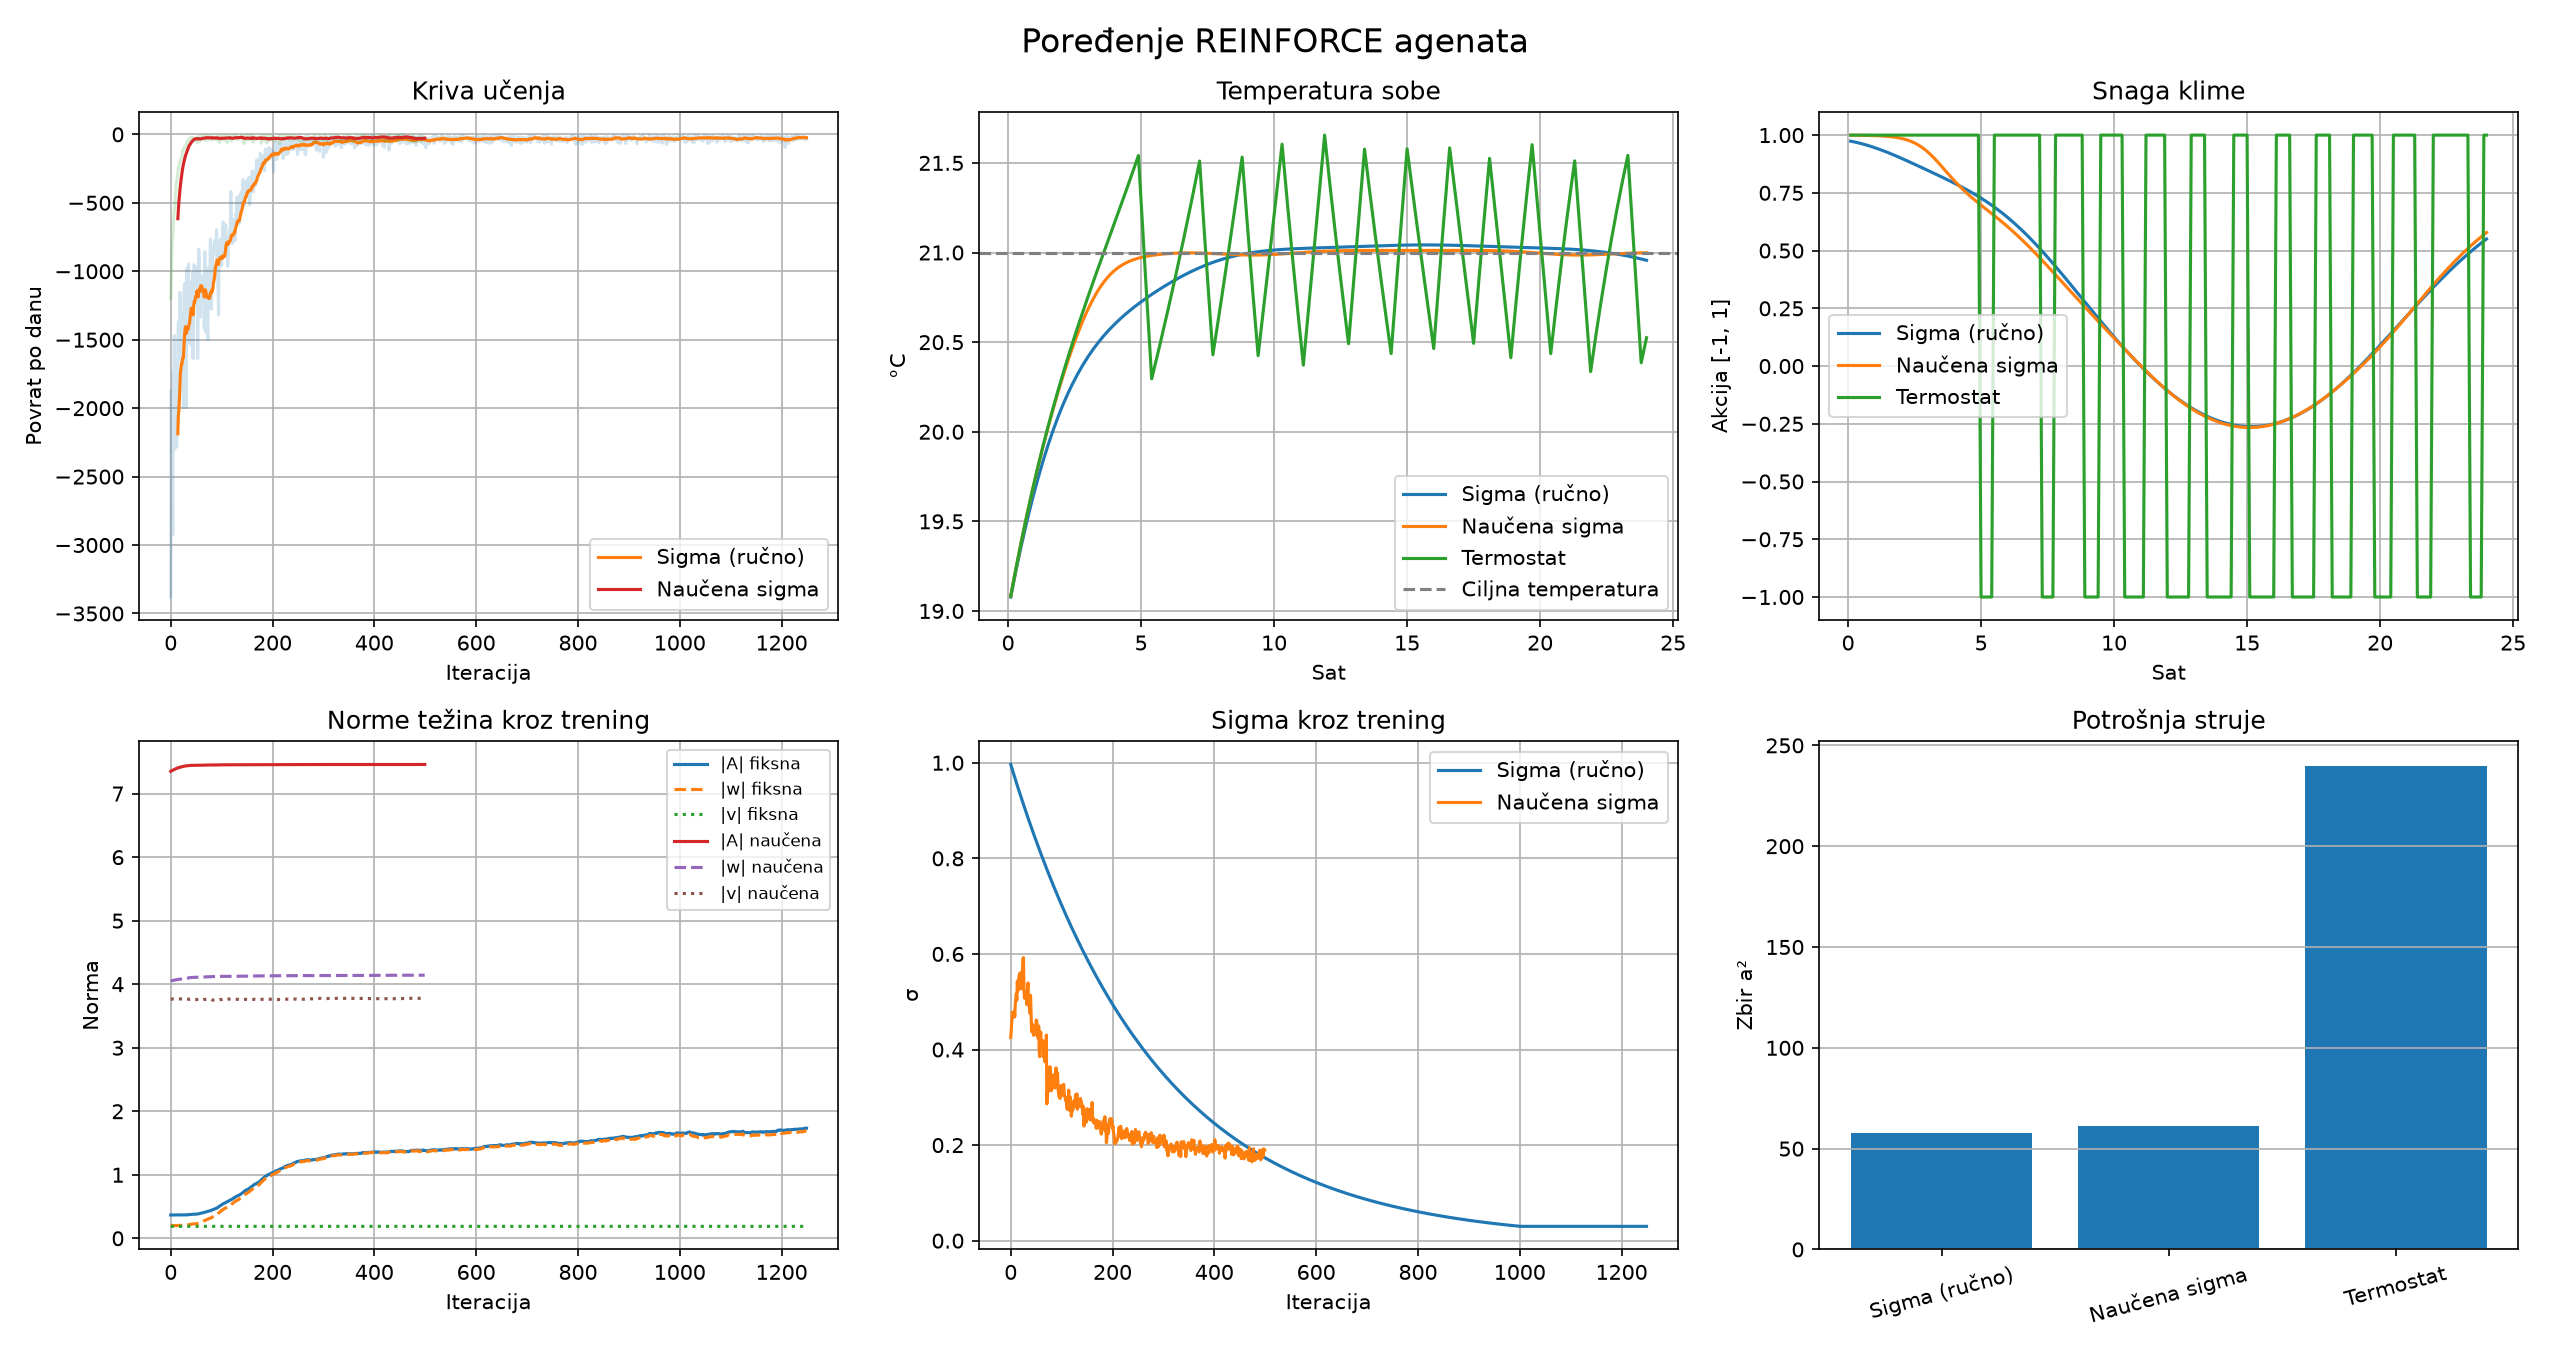 Poređenje REINFORCE agenata
Kriva učenja
Povrat po danu
0
−500
−1000
−1500
−2000
−2500
−3000
−3500
0 200 400 600 800 1000 1200
Iteracija
Sigma (ručno)
Naučena sigma
Temperatura sobe
°C
21.5
21.0
20.5
20.0
19.5
19.0
0 5 10 15 20 25
Sat
Sigma (ručno)
Naučena sigma
Termostat
Ciljna temperatura
Snaga klime
Akcija [-1, 1]
1.00
0.75
0.50
0.25
0.00
−0.25
−0.50
−0.75
−1.00
0 5 10 15 20 25
Sat
Sigma (ručno)
Naučena sigma
Termostat
Norme težina kroz trening
Norma
7
6
5
4
3
2
1
0
0 200 400 600 800 1000 1200
Iteracija
|A| fiksna
|w| fiksna
|v| fiksna
|A| naučena
|w| naučena
|v| naučena
Sigma kroz trening
σ
1.0
0.8
0.6
0.4
0.2
0.0
0 200 400 600 800 1000 1200
Iteracija
Sigma (ručno)
Naučena sigma
Potrošnja struje
Zbir a²
250
200
150
100
50
0
Sigma (ručno)
Naučena sigma
Termostat